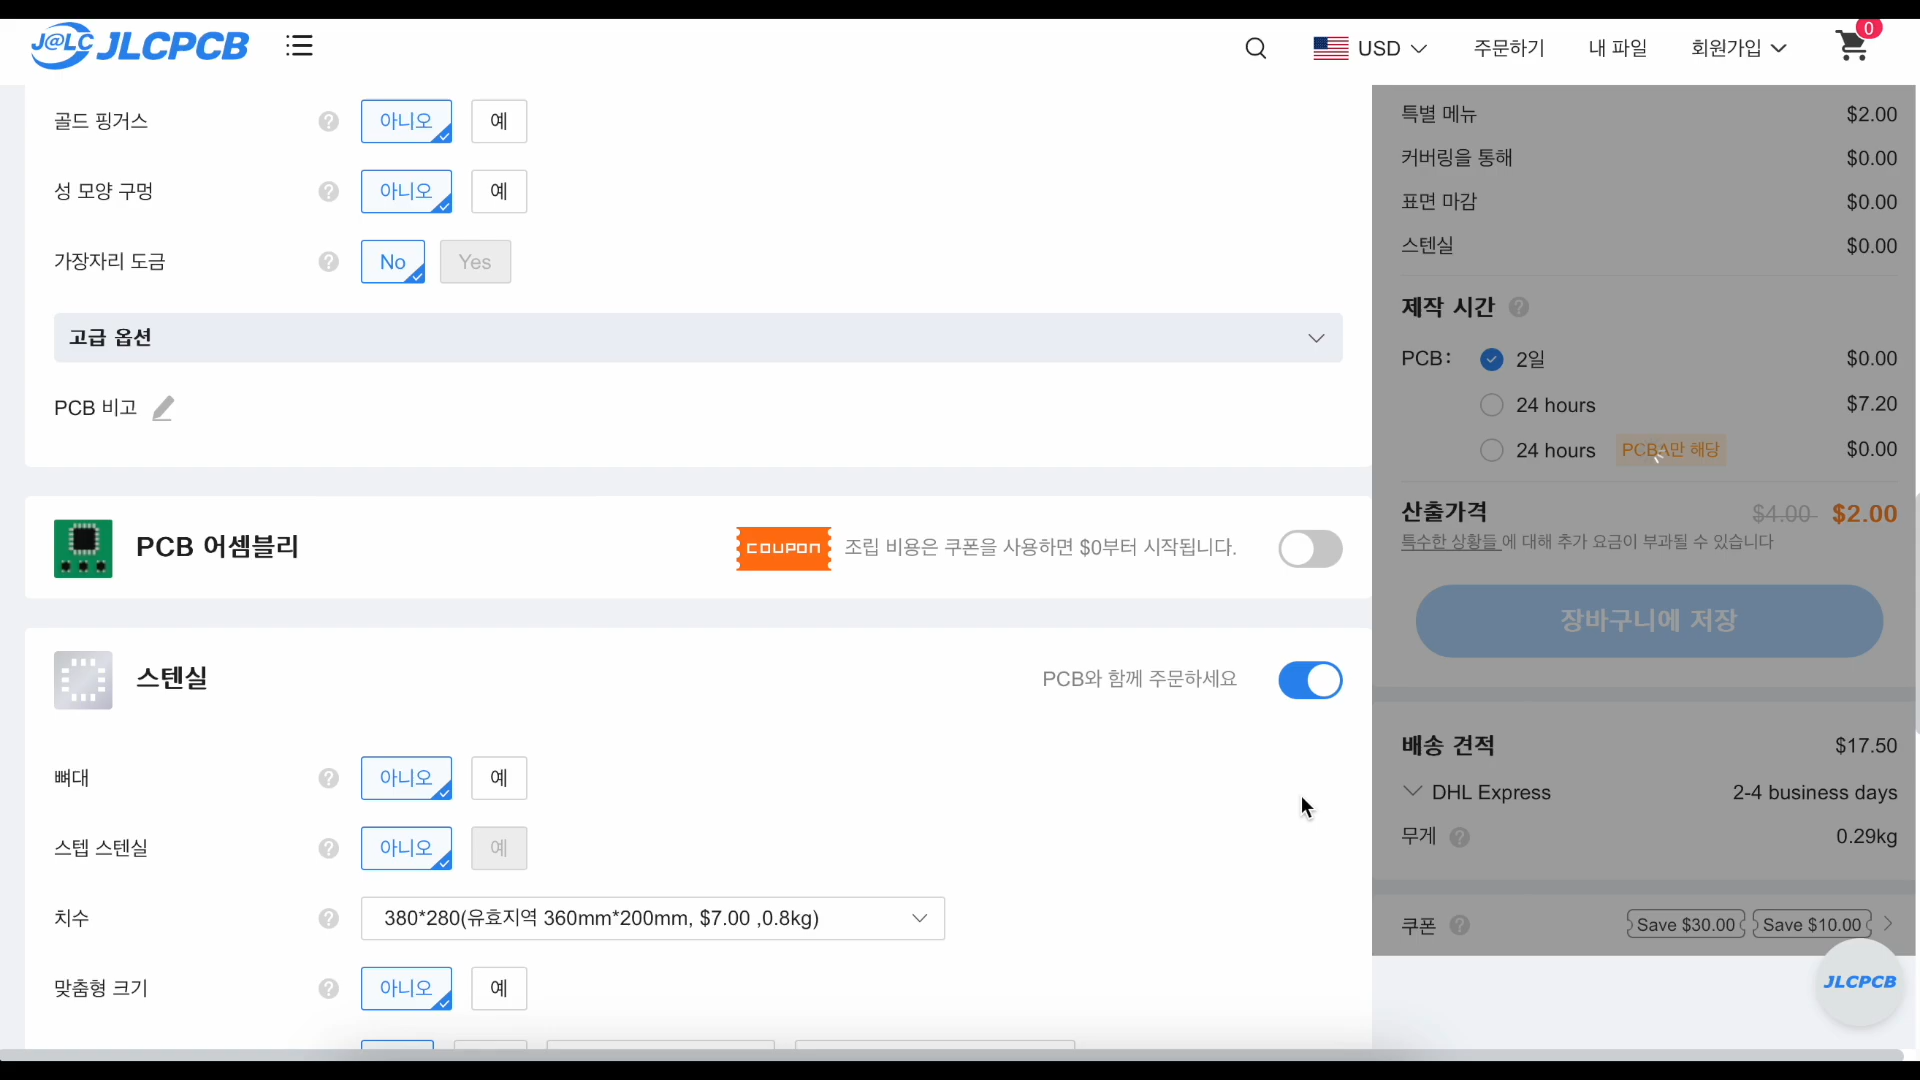 J@LC JLCPCB
USD 주문하기 내 파일 회원가입 0
골드 핑거스 ? 아니오 예
성 모양 구멍 ? 아니오 예
가장자리 도금 ? No Yes
고급 옵션
PCB 비고
PCB 어셈블리 COUPON 조립 비용은 쿠폰을 사용하면 $0부터 시작됩니다.
스텐실 PCB와 함께 주문하세요
뼈대 ? 아니오 예
스텝 스텐실 ? 아니오 예
치수 ? 380*280(유효지역 360mm*200mm, $7.00 ,0.8kg)
맞춤형 크기 ? 아니오 예
특별 메뉴 $2.00
커버링을 통해 $0.00
표면 마감 $0.00
스텐실 $0.00
제작 시간 ?
PCB: 2일 $0.00
24 hours $7.20
24 hours PCBA만 해당 $0.00
산출가격 $4.00 $2.00
특수한 상황들 에 대해 추가 요금이 부과될 수 있습니다
장바구니에 저장
배송 견적 $17.50
DHL Express 2-4 business days
무게 ? 0.29kg
쿠폰 ? Save $30.00 Save $10.00
JLCPCB